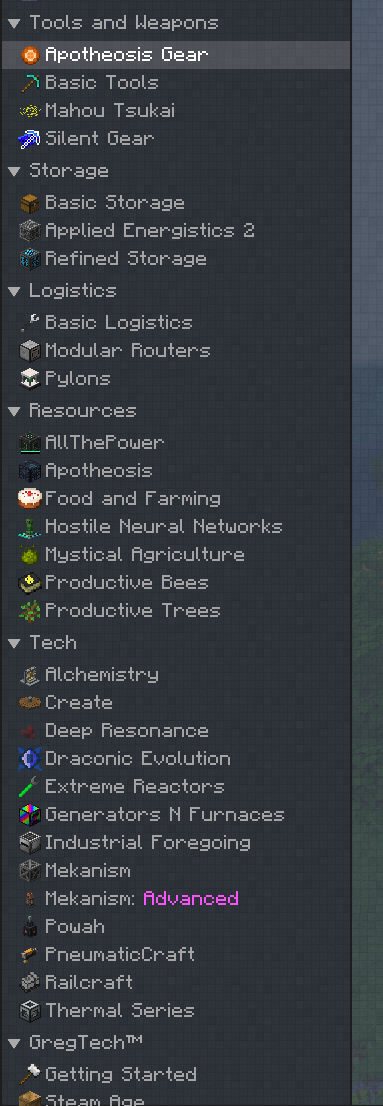 Tools and Weapons
Apotheosis Gear
Basic Tools
Mahou Tsukai
Silent Gear
Storage
Basic Storage
Applied Energistics 2
Refined Storage
Logistics
Basic Logistics
Modular Routers
Pylons
Resources
AllThePower
Apotheosis
Food and Farming
Hostile Neural Networks
Mystical Agriculture
Productive Bees
Productive Trees
Tech
Alchemistry
Create
Deep Resonance
Draconic Evolution
Extreme Reactors
Generators N Furnaces
Industrial Foregoing
Mekanism
Mekanism: Advanced
Powah
PneumaticCraft
Railcraft
Thermal Series
GregTech™
Getting Started
Steam Age